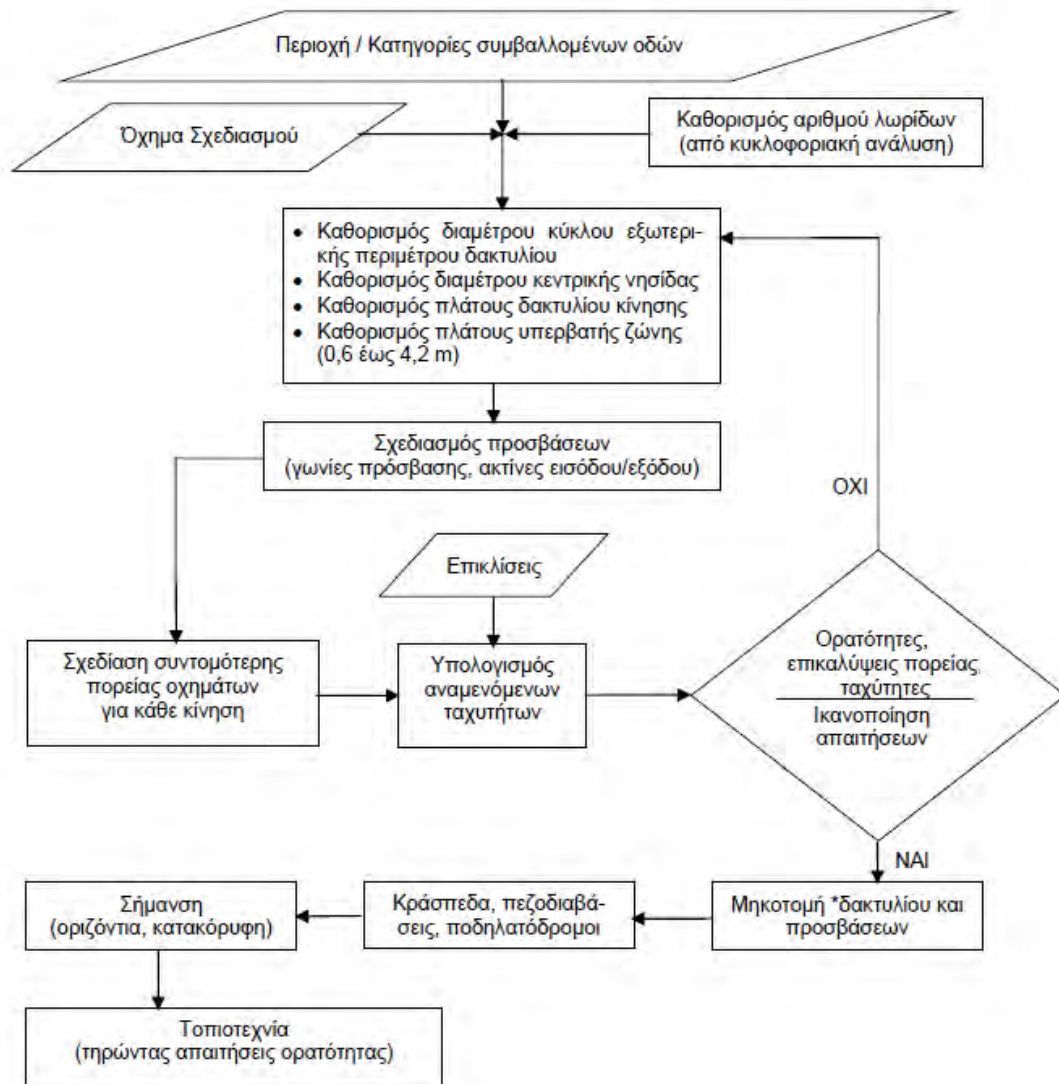 Περιοχή / Κατηγορίες συμβαλλομένων οδών
Όχημα Σχεδιασμού
Καθορισμός αριθμού λωρίδων
(από κυκλοφοριακή ανάλυση)
• Καθορισμός διαμέτρου κύκλου εξωτερι-
κής περιμέτρου δακτυλίου
• Καθορισμός διαμέτρου κεντρικής νησίδας
• Καθορισμός πλάτους δακτυλίου κίνησης
• Καθορισμός πλάτους υπερβατής ζώνης
(0,6 έως 4,2 m)
Σχεδιασμός προσβάσεων
(γωνίες πρόσβασης, ακτίνες εισόδου/εξόδου)
ΟΧΙ
Επικλίσεις
Σχεδίαση συντομότερης
πορείας οχημάτων
για κάθε κίνηση
Υπολογισμός
αναμενόμενων
ταχυτήτων
Ορατότητες,
επικαλύψεις πορείας,
ταχύτητες
Ικανοποίηση
απαιτήσεων
ΝΑΙ
Μηκοτομή *δακτυλίου και
προσβάσεων
Κράσπεδα, πεζοδιαβά-
σεις, ποδηλατόδρομοι
Σήμανση
(οριζόντια, κατακόρυφη)
Τοπιοτεχνία
(τηρώντας απαιτήσεις ορατότητας)